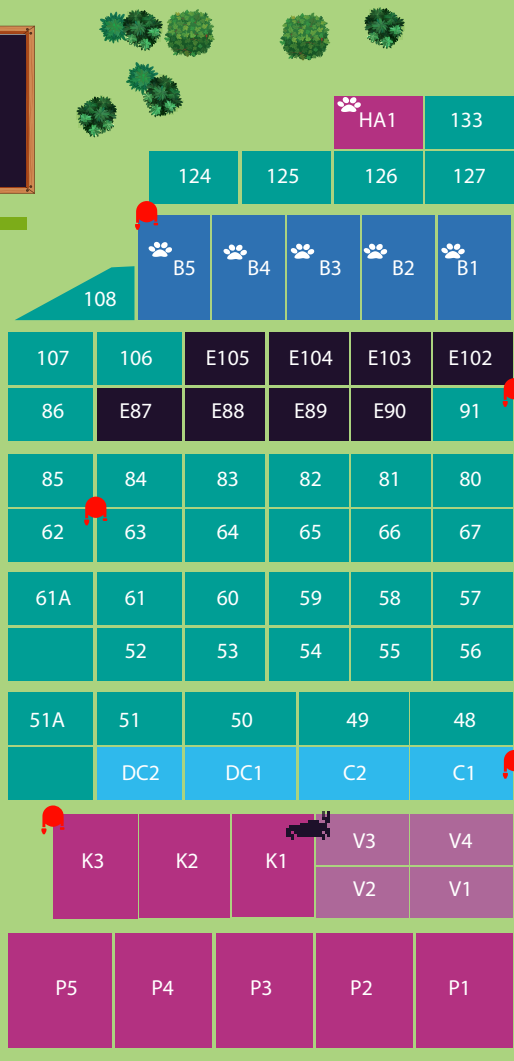 HA1 133
124 125 126 127
B5 B4 B3 B2 B1
108
107 106 E105 E104 E103 E102
86 E87 E88 E89 E90 91
85 84 83 82 81 80
62 63 64 65 66 67
61A 61 60 59 58 57
52 53 54 55 56
51A 51 50 49 48
DC2 DC1 C2 C1
V3 V4
K3 K2 K1
V2 V1
P5 P4 P3 P2 P1